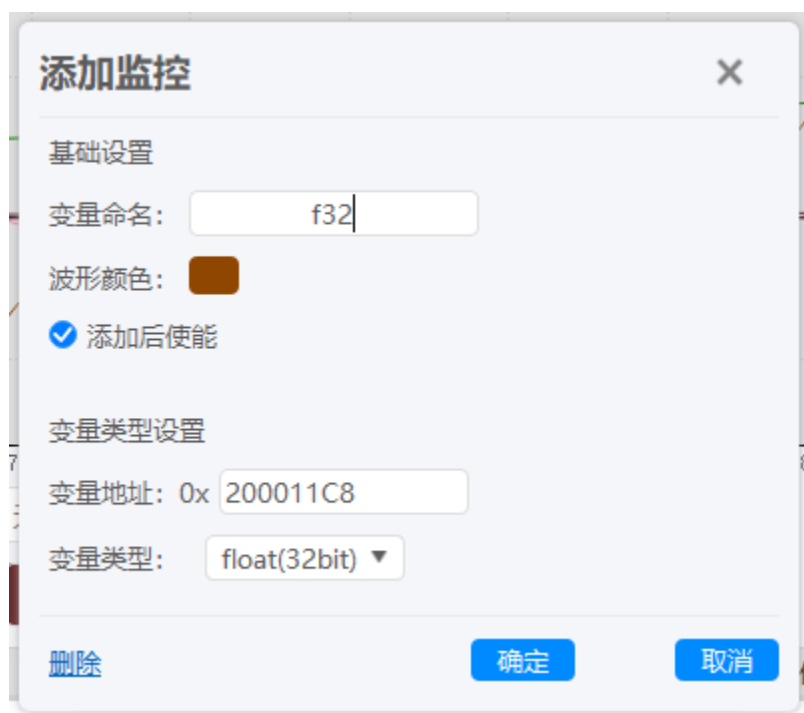 添加监控
基础设置
变量命名： f32
波形颜色：
添加后使能
变量类型设置
变量地址：0x 200011C8
变量类型： float(32bit)
删除 确定 取消